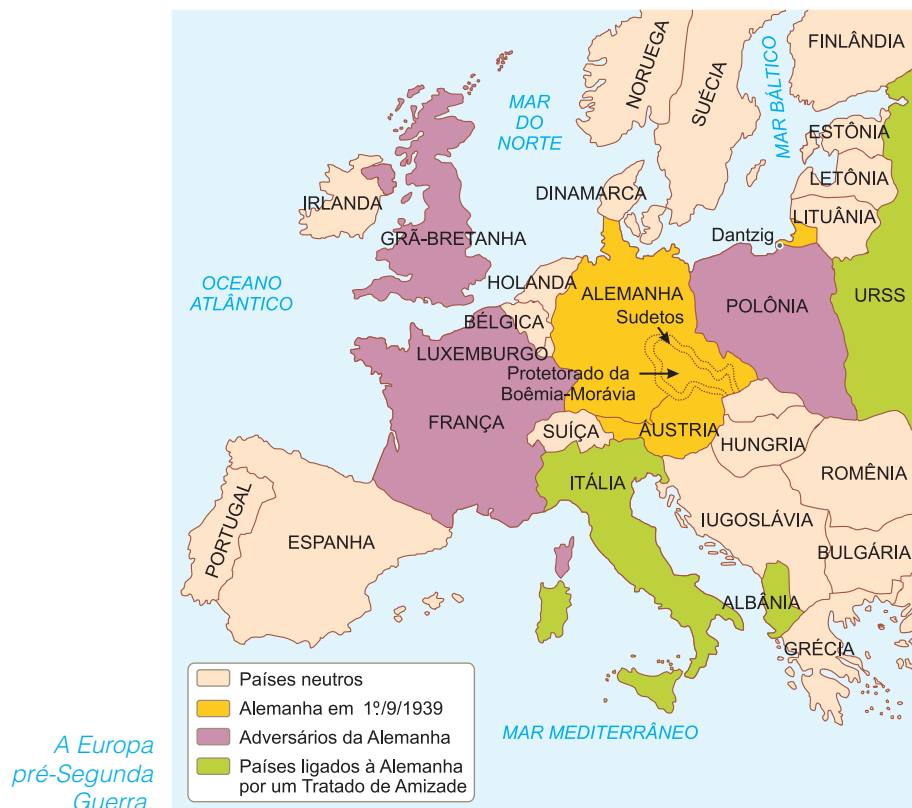 FINLÂNDIA
NORUEGA
SUÉCIA
MAR BÁLTICO
MAR
DO
NORTE
ESTÔNIA
LETÔNIA
DINAMARCA
LITUÂNIA
IRLANDA
Dantzig
GRÃ-BRETANHA
OCEANO
ATLÂNTICO
HOLANDA
ALEMANHA
POLÔNIA
URSS
Sudetos
BÉLGICA
LUXEMBURGO
Protetorado da
Boêmia-Morávia
FRANÇA
SUÍÇA
ÁUSTRIA
HUNGRIA
ROMÊNIA
ITÁLIA
IUGOSLÁVIA
PORTUGAL
ESPANHA
BULGÁRIA
ALBÂNIA
GRÉCIA
Países neutros
Alemanha em 1º/9/1939
Adversários da Alemanha
Países ligados à Alemanha
por um Tratado de Amizade
MAR MEDITERRÂNEO
A Europa
pré-Segunda
Guerra.